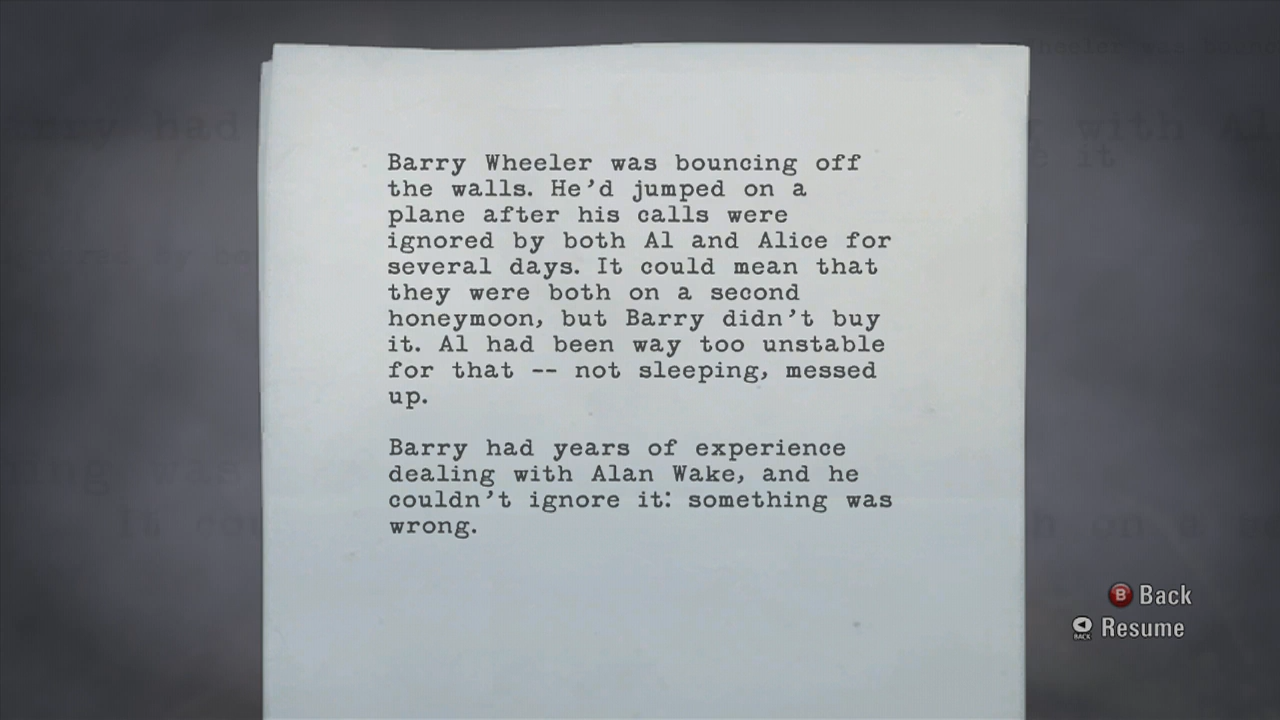 Barry Wheeler was bouncing off
the walls. He'd jumped on a
plane after his calls were
ignored by both Al and Alice for
several days. It could mean that
they were both on a second
honeymoon, but Barry didn't buy
it. Al had been way too unstable
for that -- not sleeping, messed
up.
Barry had years of experience
dealing with Alan Wake, and he
couldn't ignore it: something was
wrong.
B Back
BACK Resume